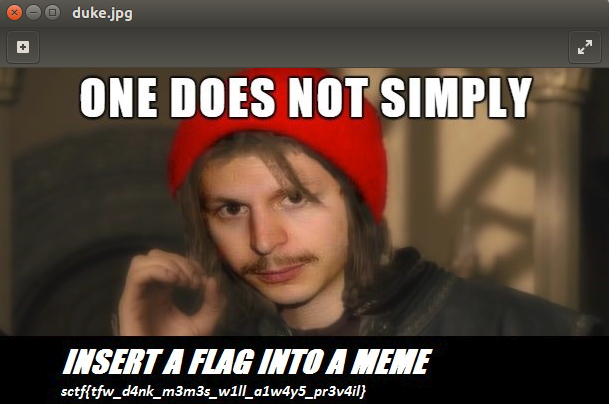 duke.jpg
ONE DOES NOT SIMPLY
INSERT A FLAG INTO A MEME
sctf{tfw_d4nk_m3m3s_w1ll_a1w4y5_pr3v4il}